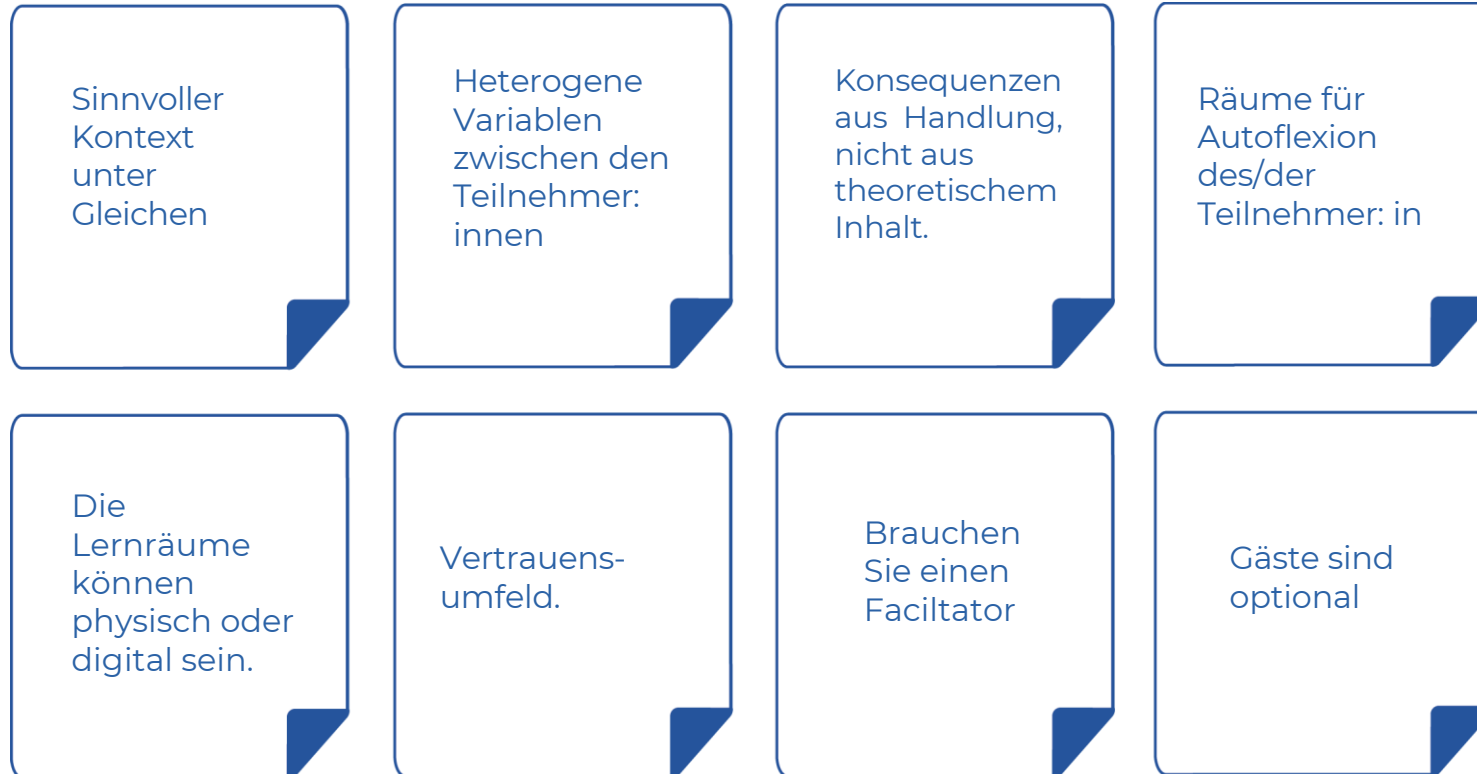 Sinnvoller
Kontext
unter
Gleichen
Heterogene
Variablen
zwischen den
Teilnehmer:
innen
Konsequenzen
aus  Handlung,
nicht aus
theoretischem
Inhalt.
Räume für
Autoflexion
des/der
Teilnehmer: in
Die
Lernräume
können
physisch oder
digital sein.
Vertrauens-
umfeld.
Brauchen
Sie einen
Faciltator
Gäste sind
optional